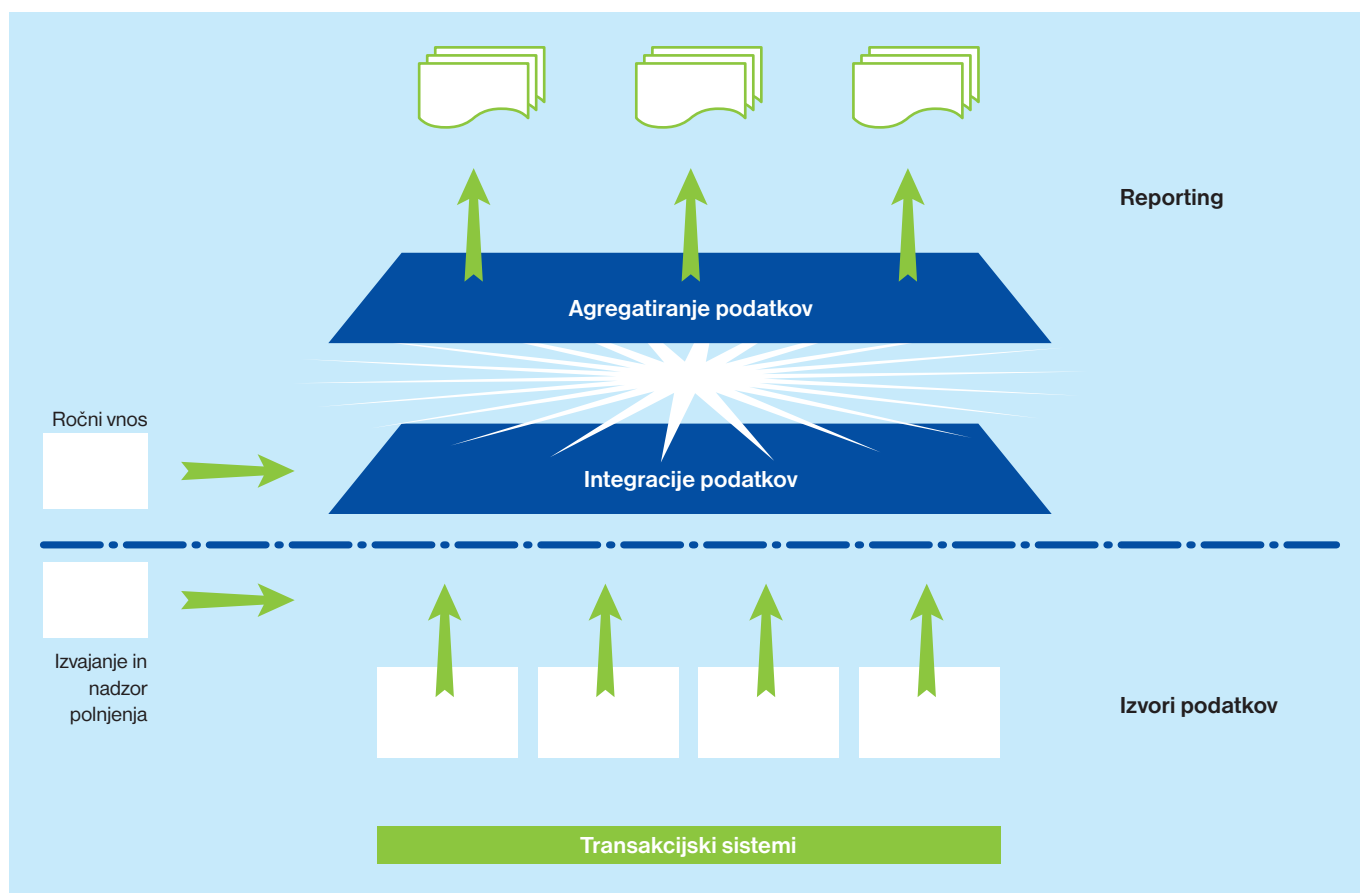 Reporting
Agregatiranje podatkov
Ročni vnos
Integracije podatkov
Izvajanje in
nadzor
polnjenja
Izvori podatkov
Transakcijski sistemi